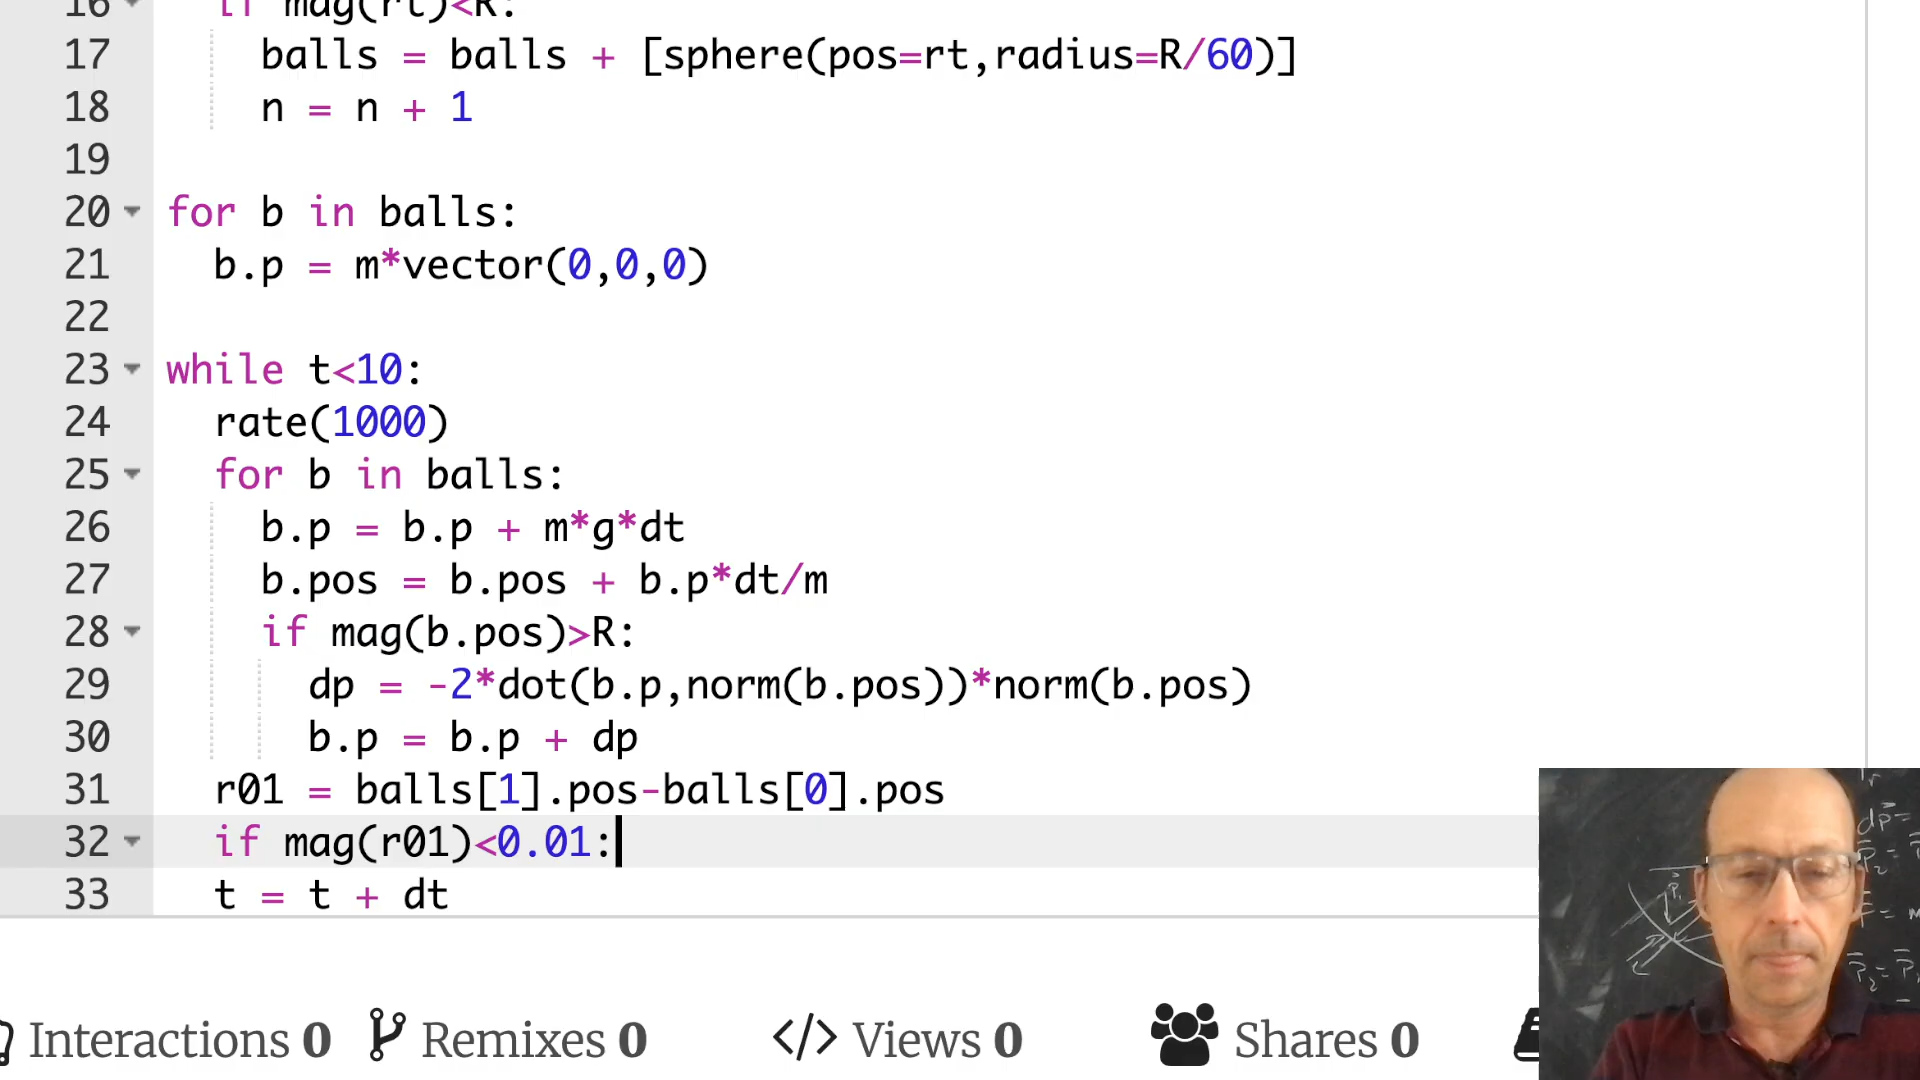 16 if mag(rt)<R:
17 balls = balls + [sphere(pos=rt,radius=R/60)]
18 n = n + 1
19
20 for b in balls:
21 b.p = m*vector(0,0,0)
22
23 while t<10:
24 rate(1000)
25 for b in balls:
26 b.p = b.p + m*g*dt
27 b.pos = b.pos + b.p*dt/m
28 if mag(b.pos)>R:
29 dp = -2*dot(b.p,norm(b.pos))*norm(b.pos)
30 b.p = b.p + dp
31 r01 = balls[1].pos-balls[0].pos
32 if mag(r01)<0.01:
33 t = t + dt
Interactions 0 Remixes 0 </> Views 0 Shares 0